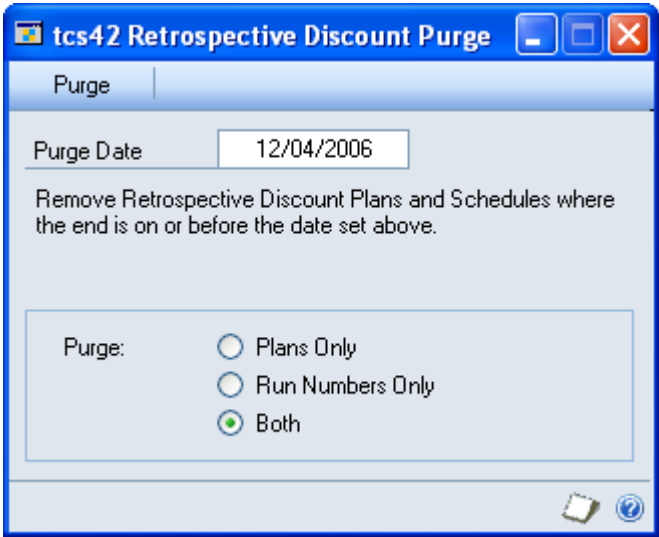 tcs42 Retrospective Discount Purge
Purge
Purge Date 12/04/2006
Remove Retrospective Discount Plans and Schedules where
the end is on or before the date set above.
Purge: Plans Only
Run Numbers Only
Both